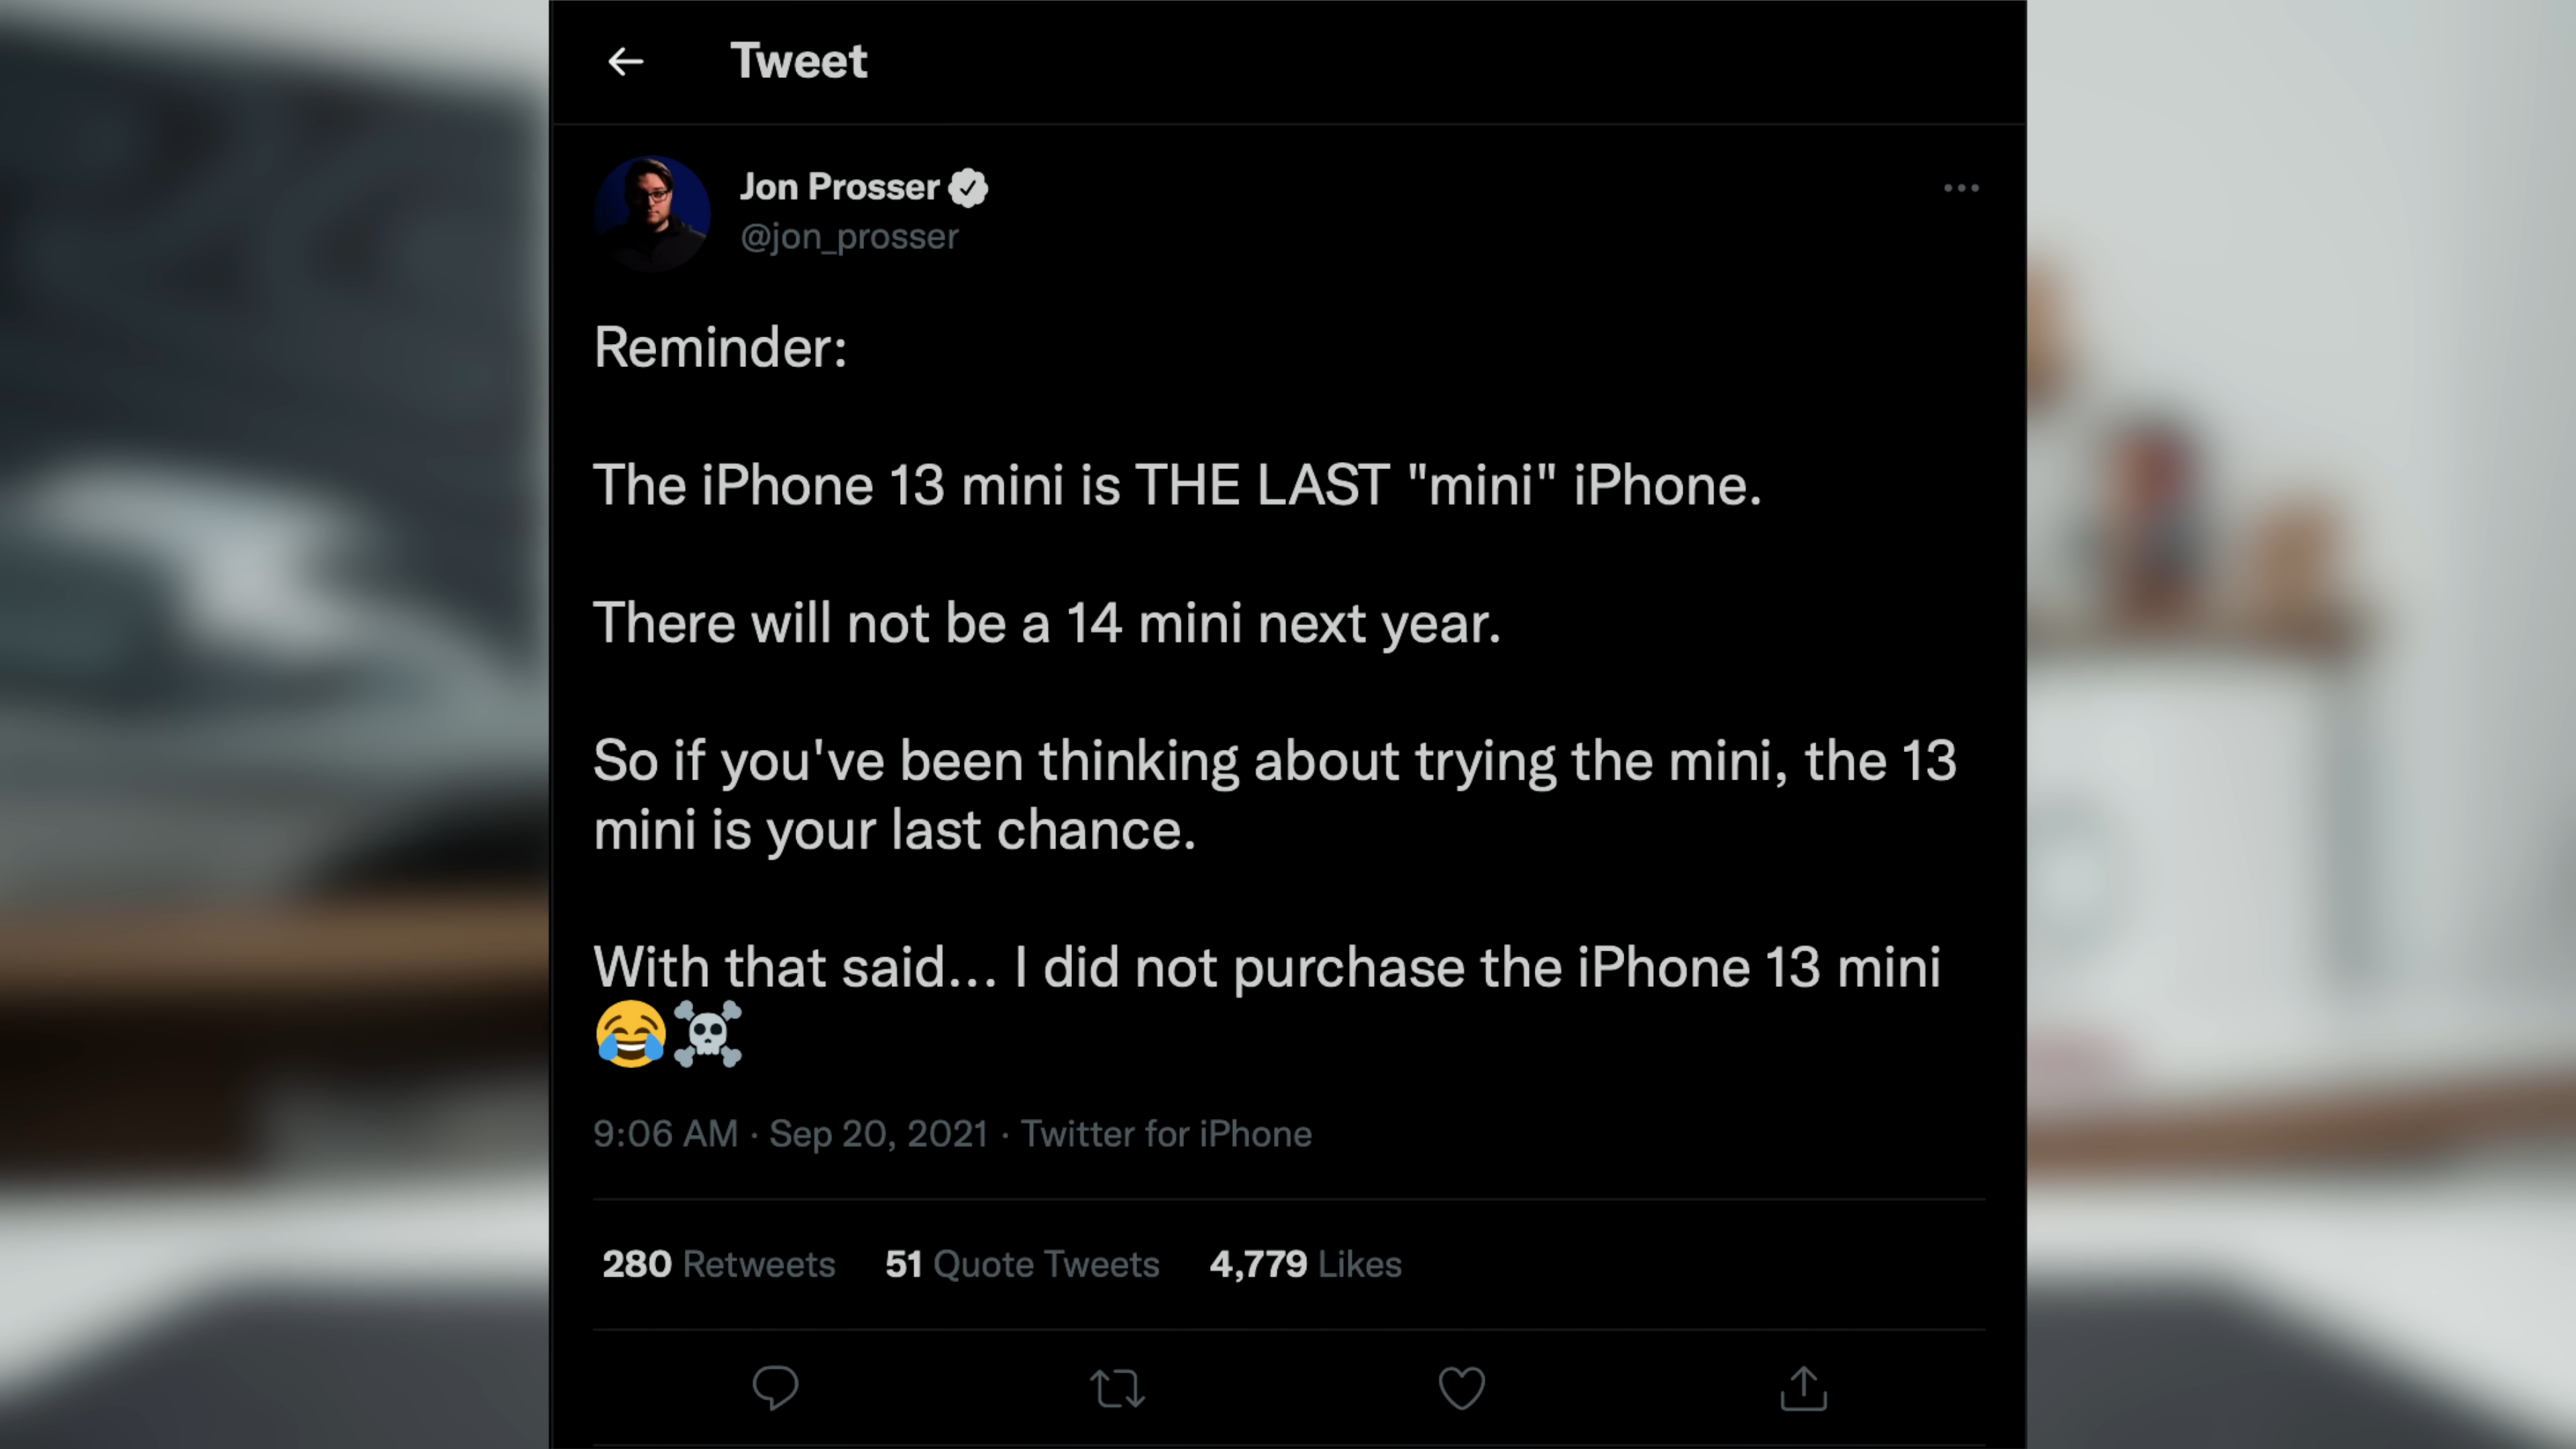 Tweet
Jon Prosser
@jon_prosser
Reminder:
The iPhone 13 mini is THE LAST "mini" iPhone.
There will not be a 14 mini next year.
So if you've been thinking about trying the mini, the 13
mini is your last chance.
With that said... I did not purchase the iPhone 13 mini
😂☠️
9:06 AM · Sep 20, 2021 · Twitter for iPhone
280 Retweets 51 Quote Tweets 4,779 Likes